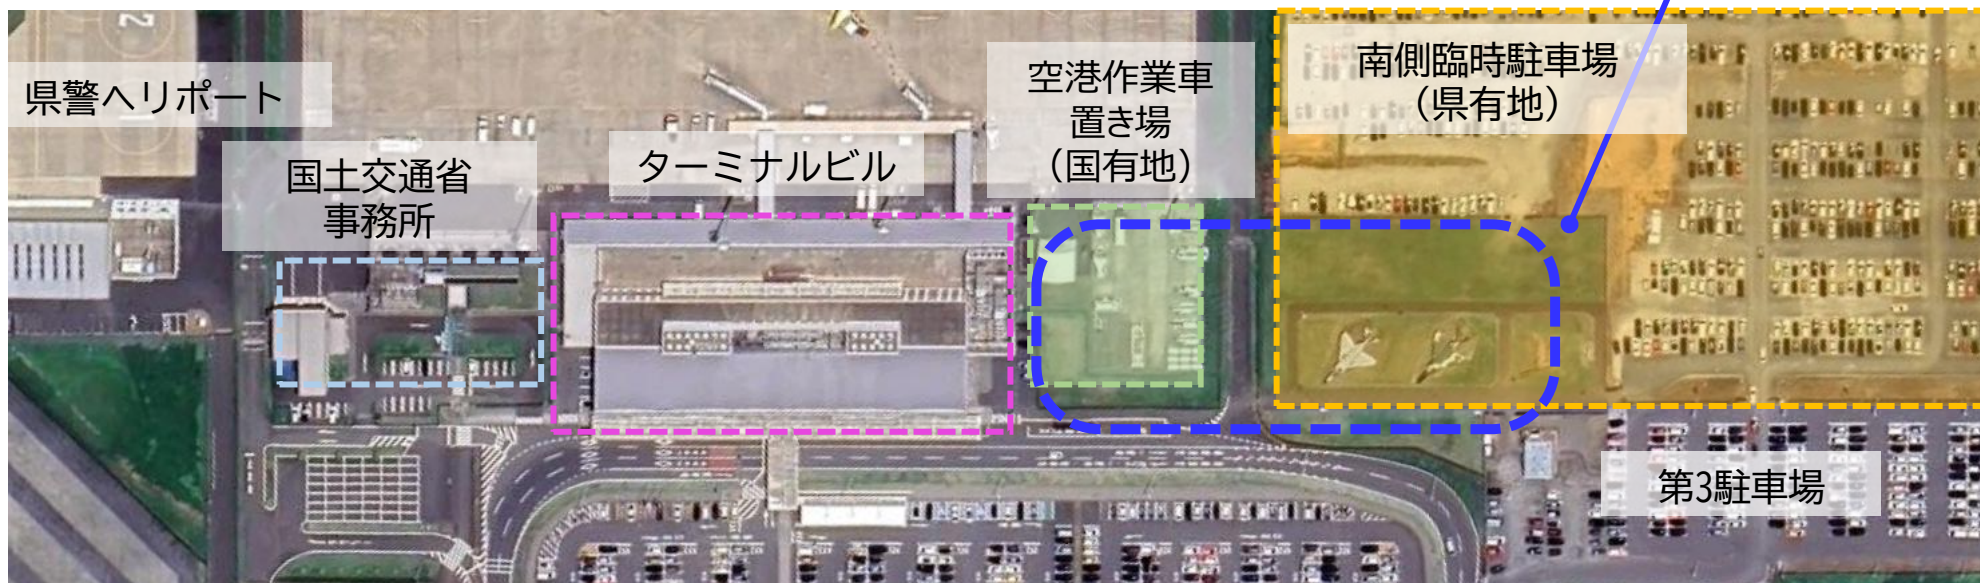 県警ヘリポート
国土交通省
事務所
ターミナルビル
空港作業車
置き場
（国有地）
南側臨時駐車場
（県有地）
第3駐車場
2